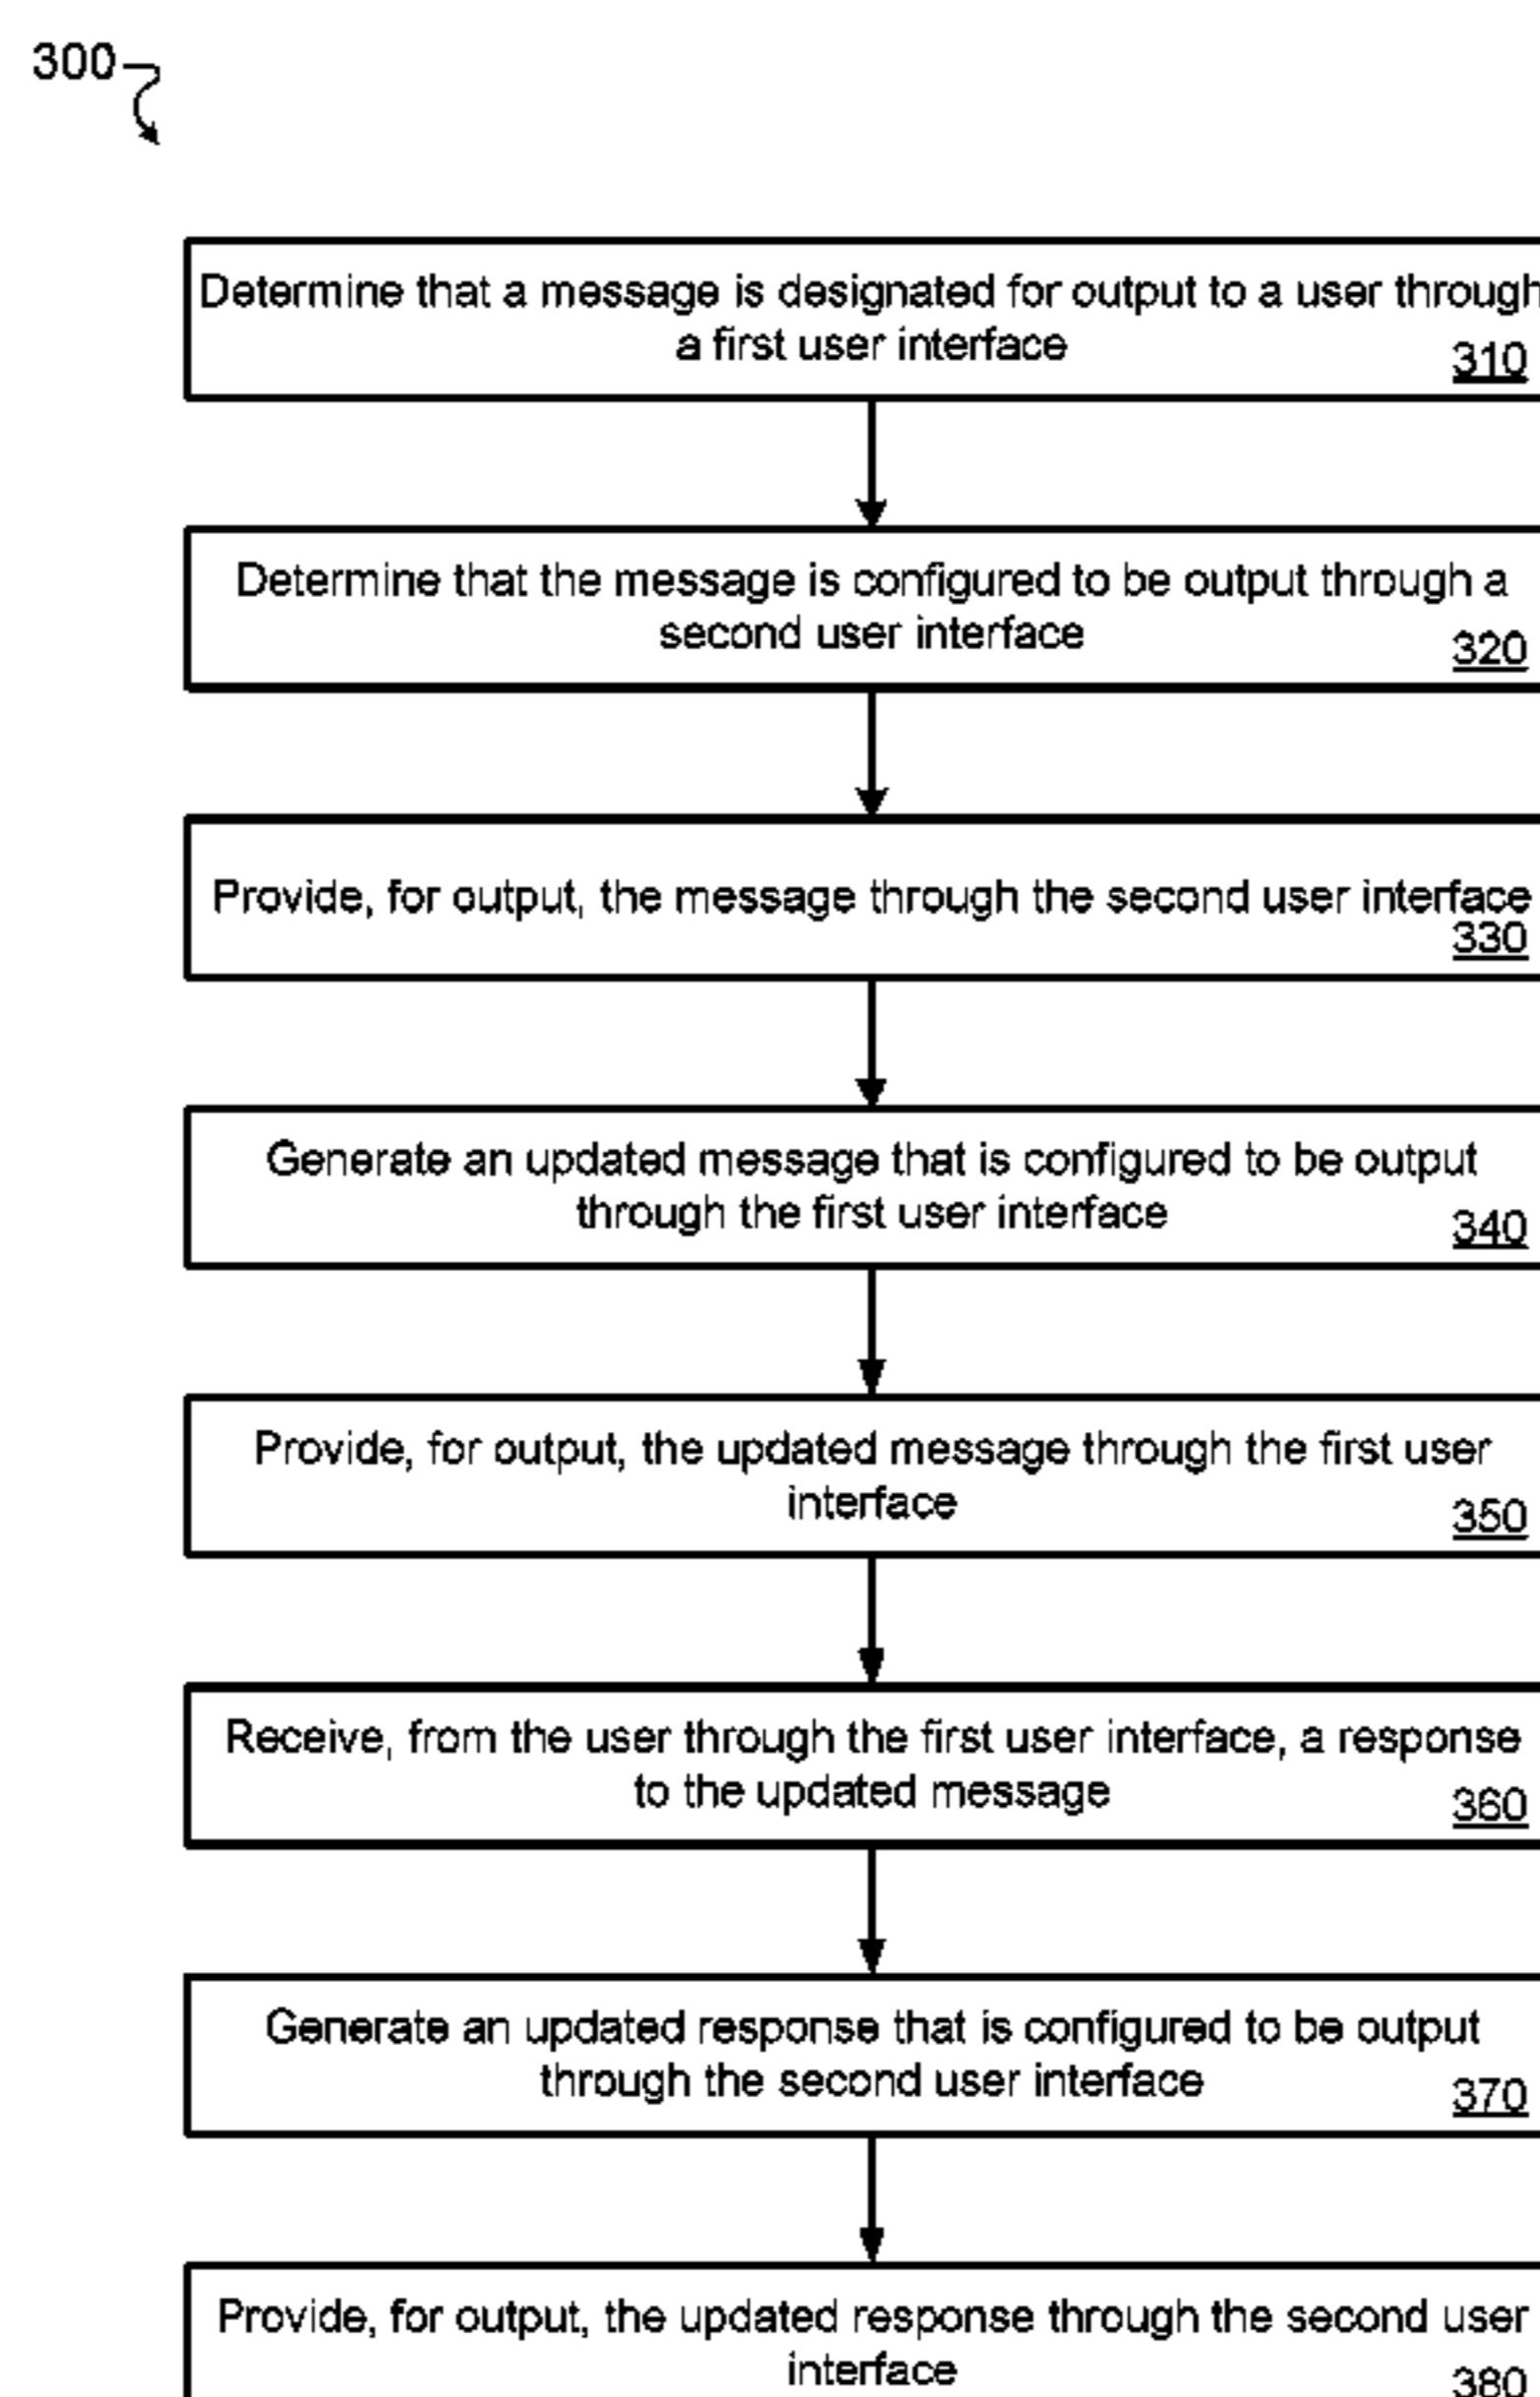 300
Determine that a message is designated for output to a user through
a first user interface
310
Determine that the message is configured to be output through a
second user interface
320
Provide, for output, the message through the second user interface
330
Generate an updated message that is configured to be output
through the first user interface
340
Provide, for output, the updated message through the first user
interface
350
Receive, from the user through the first user interface, a response
to the updated message
360
Generate an updated response that is configured to be output
through the second user interface
370
Provide, for output, the updated response through the second user
interface
380